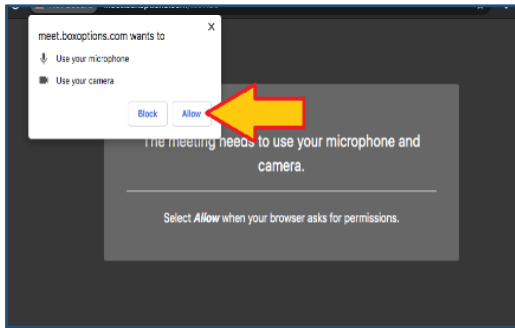 meet.boxoptions.com wants to
X
Use your microphone
Use your camera
Block
Allow
The meeting needs to use your microphone and
camera.
Select Allow when your browser asks for permissions.